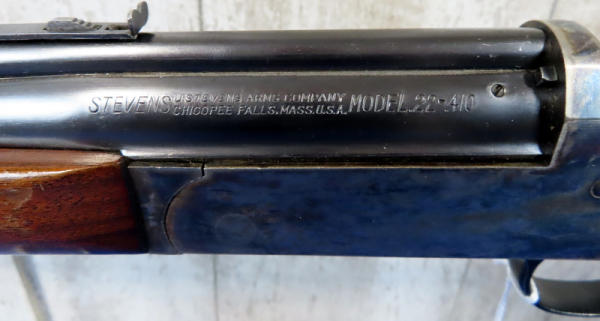 STEVENS J.STEVENS ARMS COMPANY MODEL.22-.410
CHICOPEE FALLS.MASS.U.S.A.